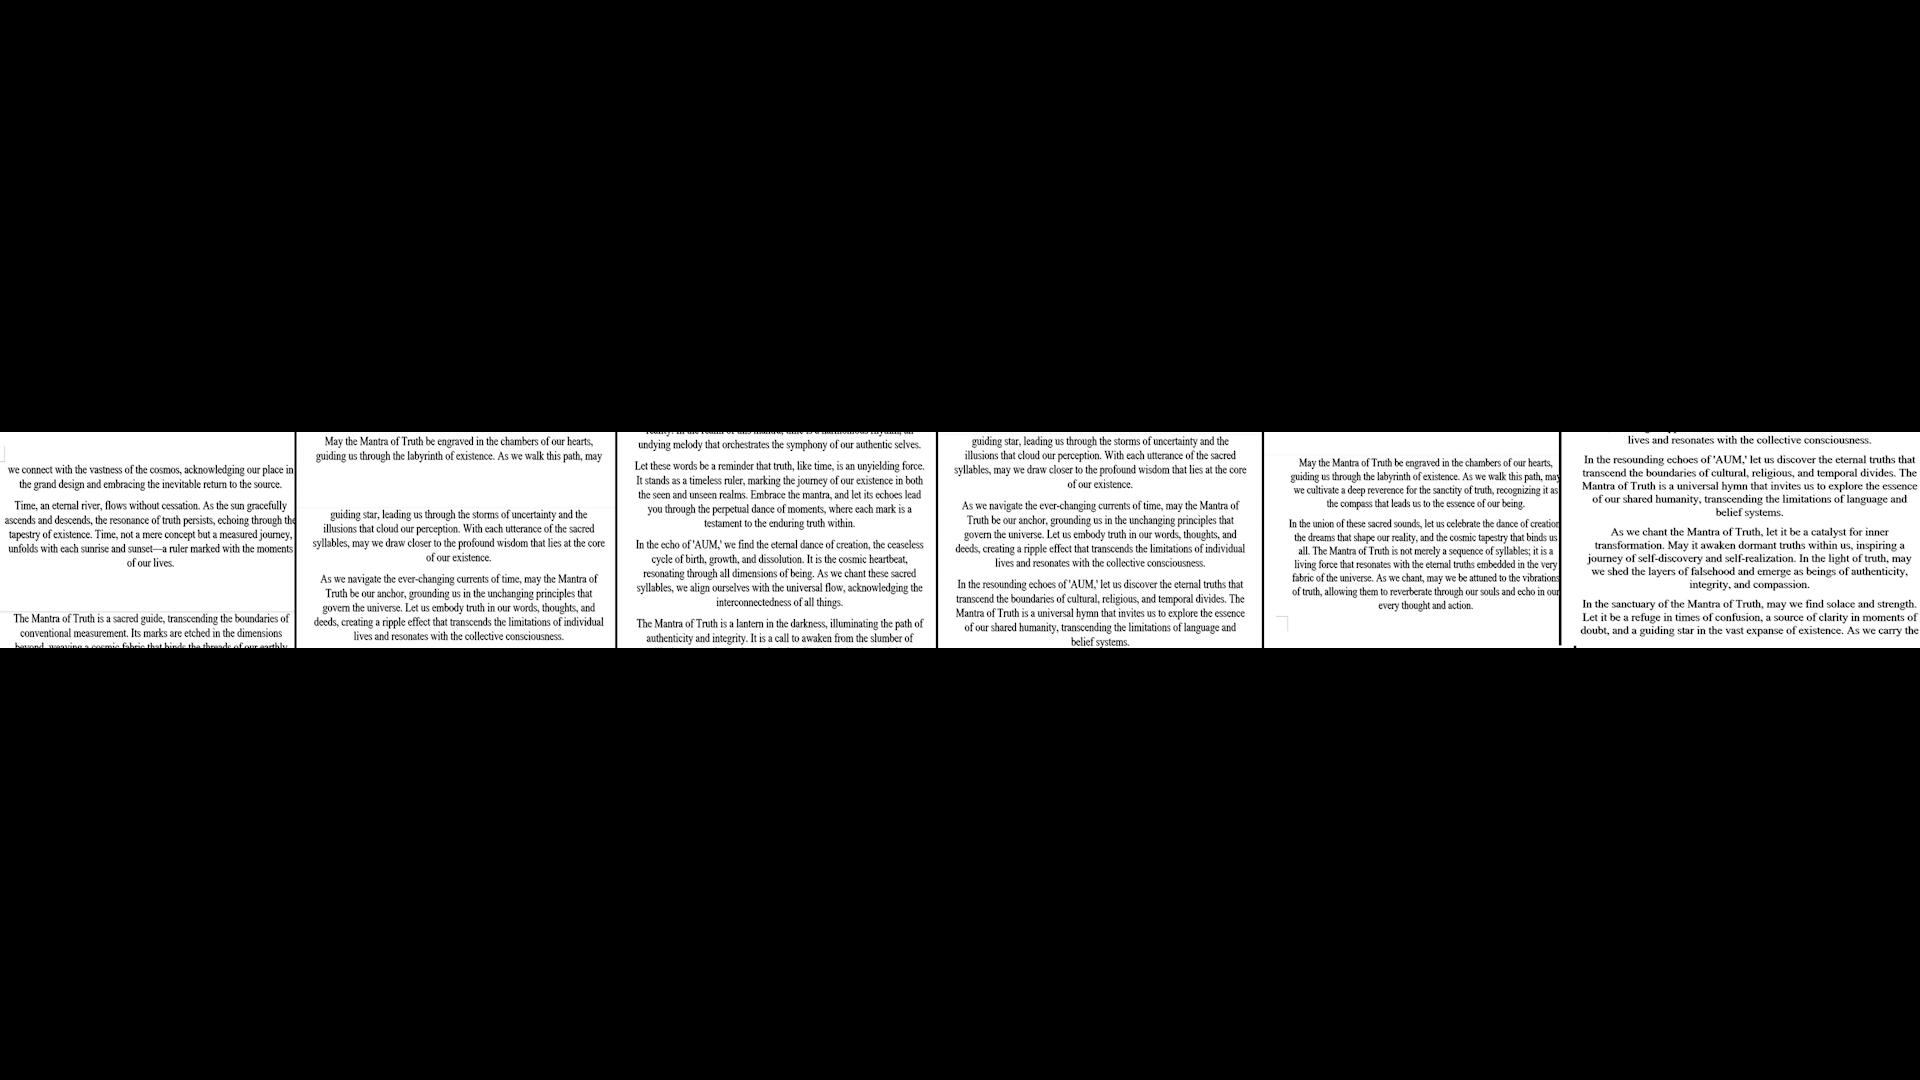 we connect with the vastness of the cosmos, acknowledging our place in
the grand design and embracing the inevitable return to the source.
Time, an eternal river, flows without cessation. As the sun gracefully
ascends and descends, the resonance of truth persists, echoing through the
tapestry of existence. Time, not a mere concept but a measured journey,
unfolds with each sunrise and sunset—a ruler marked with the moments
of our lives.
The Mantra of Truth is a sacred guide, transcending the boundaries of
conventional measurement. Its marks are etched in the dimensions
beyond, weaving a cosmic fabric that binds the threads of our earthly
May the Mantra of Truth be engraved in the chambers of our hearts,
guiding us through the labyrinth of existence. As we walk this path, may
guiding star, leading us through the storms of uncertainty and the
illusions that cloud our perception. With each utterance of the sacred
syllables, may we draw closer to the profound wisdom that lies at the core
of our existence.
As we navigate the ever-changing currents of time, may the Mantra of
Truth be our anchor, grounding us in the unchanging principles that
govern the universe. Let us embody truth in our words, thoughts, and
deeds, creating a ripple effect that transcends the limitations of individual
lives and resonates with the collective consciousness.
undying melody that orchestrates the symphony of our authentic selves.
Let these words be a reminder that truth, like time, is an unyielding force.
It stands as a timeless ruler, marking the journey of our existence in both
the seen and unseen realms. Embrace the mantra, and let its echoes lead
you through the perpetual dance of moments, where each mark is a
testament to the enduring truth within.
In the echo of 'AUM,' we find the eternal dance of creation, the ceaseless
cycle of birth, growth, and dissolution. It is the cosmic heartbeat,
resonating through all dimensions of being. As we chant these sacred
syllables, we align ourselves with the universal flow, acknowledging the
interconnectedness of all things.
The Mantra of Truth is a lantern in the darkness, illuminating the path of
authenticity and integrity. It is a call to awaken from the slumber of
guiding star, leading us through the storms of uncertainty and the
illusions that cloud our perception. With each utterance of the sacred
syllables, may we draw closer to the profound wisdom that lies at the core
of our existence.
As we navigate the ever-changing currents of time, may the Mantra of
Truth be our anchor, grounding us in the unchanging principles that
govern the universe. Let us embody truth in our words, thoughts, and
deeds, creating a ripple effect that transcends the limitations of individual
lives and resonates with the collective consciousness.
In the resounding echoes of 'AUM,' let us discover the eternal truths that
transcend the boundaries of cultural, religious, and temporal divides. The
Mantra of Truth is a universal hymn that invites us to explore the essence
of our shared humanity, transcending the limitations of language and
belief systems.
May the Mantra of Truth be engraved in the chambers of our hearts,
guiding us through the labyrinth of existence. As we walk this path, may
we cultivate a deep reverence for the sanctity of truth, recognizing it as
the compass that leads us to the essence of our being.
In the union of these sacred sounds, let us celebrate the dance of creation
the dreams that shape our reality, and the cosmic tapestry that binds us
all. The Mantra of Truth is not merely a sequence of syllables; it is a
living force that resonates with the eternal truths embedded in the very
fabric of the universe. As we chant, may we be attuned to the vibrations
of truth, allowing them to reverberate through our souls and echo in our
every thought and action.
lives and resonates with the collective consciousness.
In the resounding echoes of 'AUM,' let us discover the eternal truths that
transcend the boundaries of cultural, religious, and temporal divides. The
Mantra of Truth is a universal hymn that invites us to explore the essence
of our shared humanity, transcending the limitations of language and
belief systems.
As we chant the Mantra of Truth, let it be a catalyst for inner
transformation. May it awaken dormant truths within us, inspiring a
journey of self-discovery and self-realization. In the light of truth, may
we shed the layers of falsehood and emerge as beings of authenticity,
integrity, and compassion.
In the sanctuary of the Mantra of Truth, may we find solace and strength.
Let it be a refuge in times of confusion, a source of clarity in moments of
doubt, and a guiding star in the vast expanse of existence. As we carry the